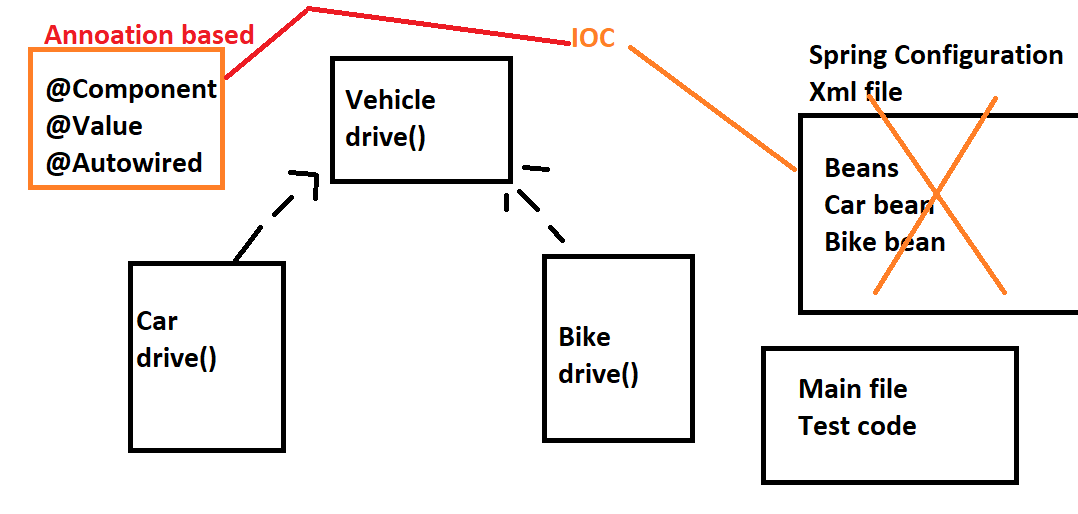 Annoation based
@Component
@Value
@Autowired
IOC
Vehicle
drive()
Spring Configuration
Xml file
Beans
Car bean
Bike bean
Car
drive()
Bike
drive()
Main file
Test code